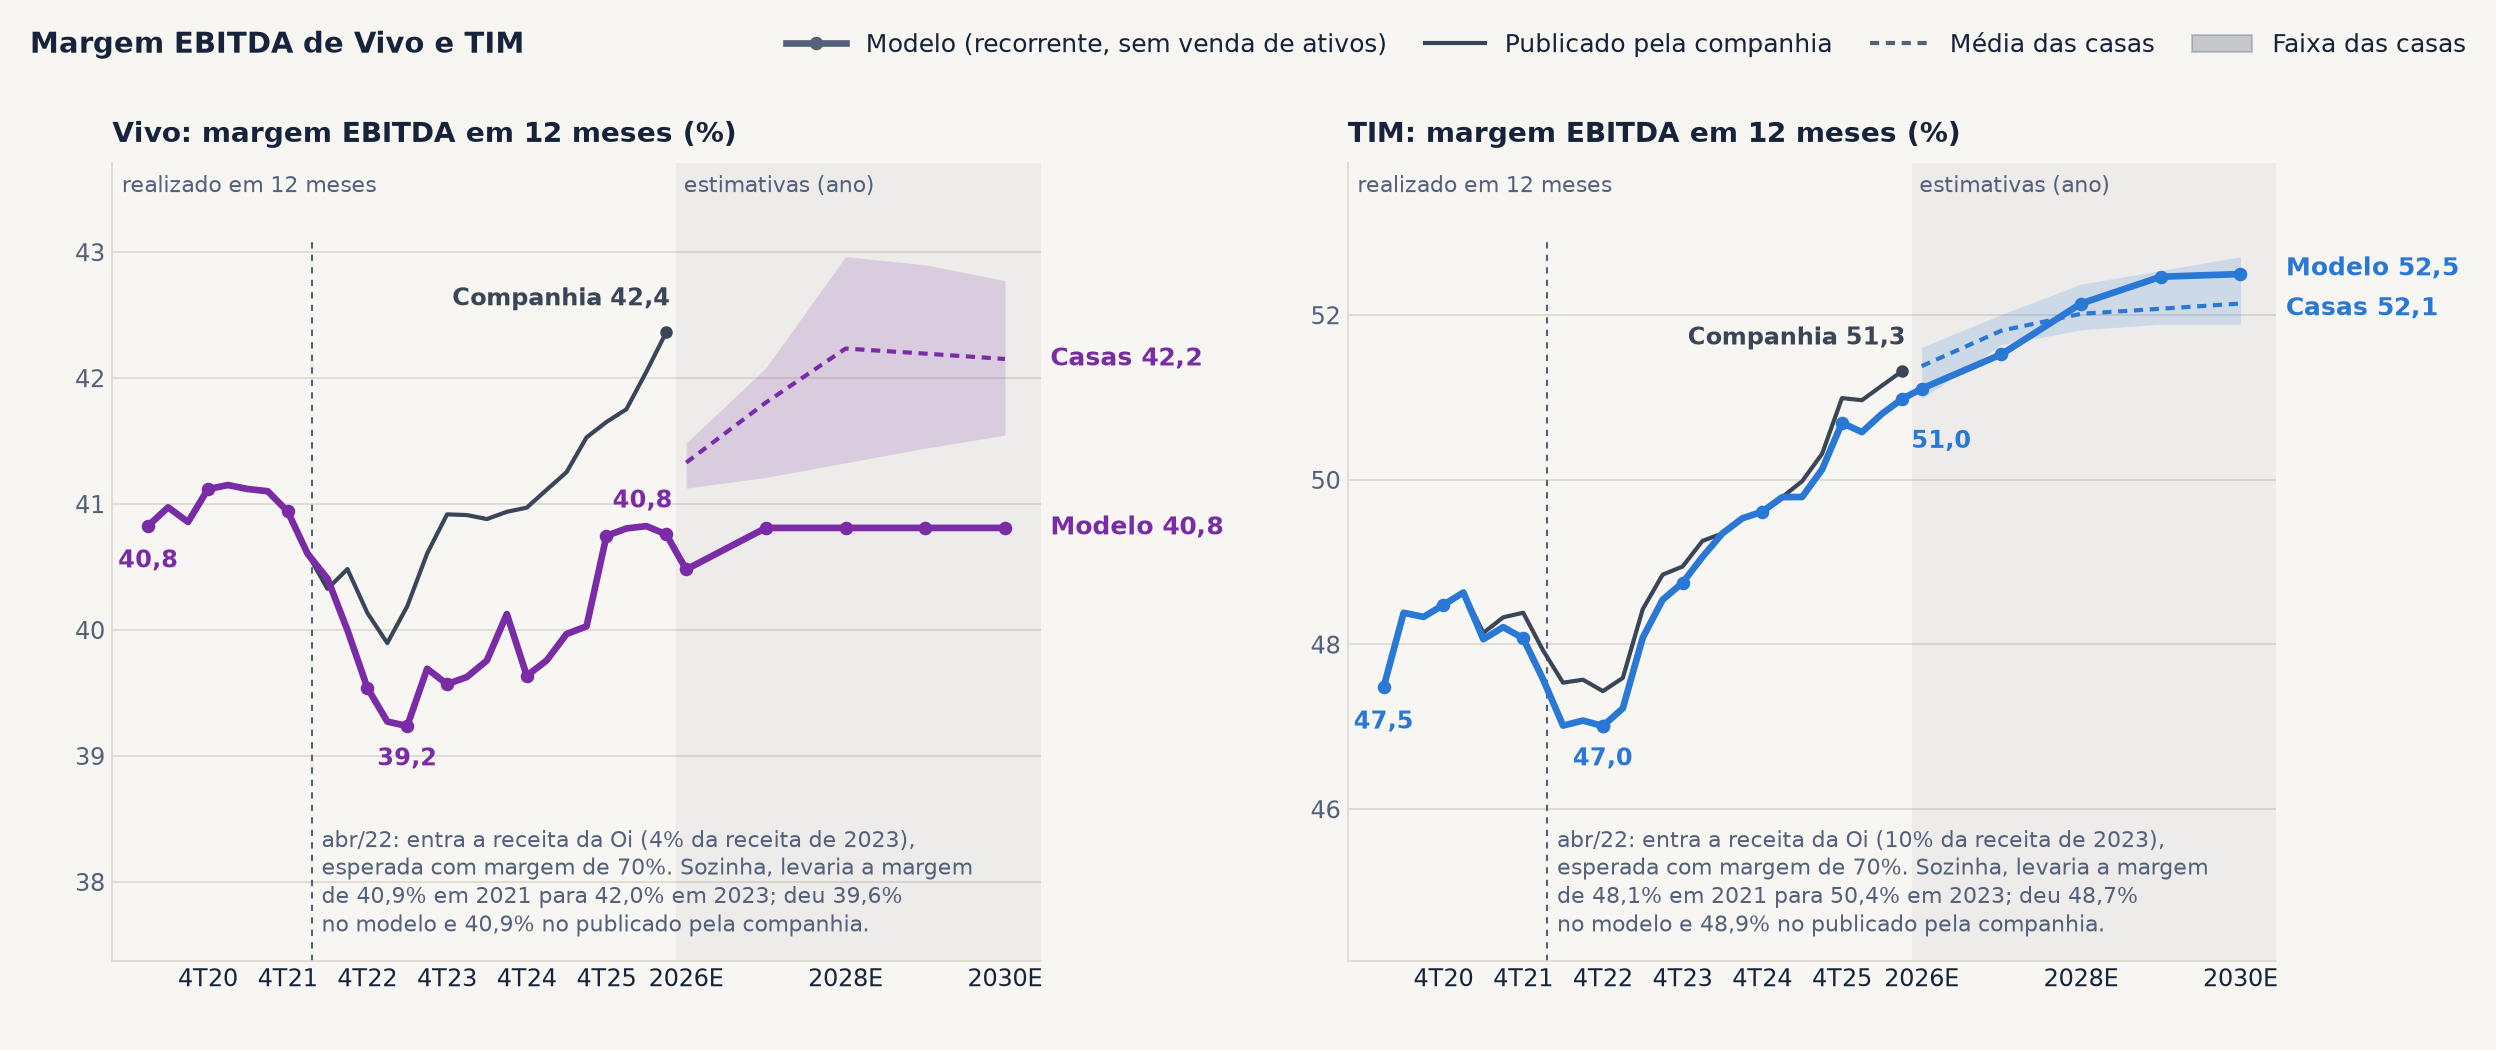 Margem EBITDA de Vivo e TIM
Modelo (recorrente, sem venda de ativos)
Publicado pela companhia
Média das casas
Faixa das casas
Vivo: margem EBITDA em 12 meses (%)
realizado em 12 meses
estimativas (ano)
43
42
41
40
39
38
Companhia 42,4
Casas 42,2
40,8
Modelo 40,8
40,8
39,2
abr/22: entra a receita da Oi (4% da receita de 2023),
esperada com margem de 70%. Sozinha, levaria a margem
de 40,9% em 2021 para 42,0% em 2023; deu 39,6%
no modelo e 40,9% no publicado pela companhia.
4T20 4T21 4T22 4T23 4T24 4T25 2026E 2028E 2030E
TIM: margem EBITDA em 12 meses (%)
realizado em 12 meses
estimativas (ano)
52
50
48
46
Modelo 52,5
Casas 52,1
Companhia 51,3
51,0
47,5
47,0
abr/22: entra a receita da Oi (10% da receita de 2023),
esperada com margem de 70%. Sozinha, levaria a margem
de 48,1% em 2021 para 50,4% em 2023; deu 48,7%
no modelo e 48,9% no publicado pela companhia.
4T20 4T21 4T22 4T23 4T24 4T25 2026E 2028E 2030E